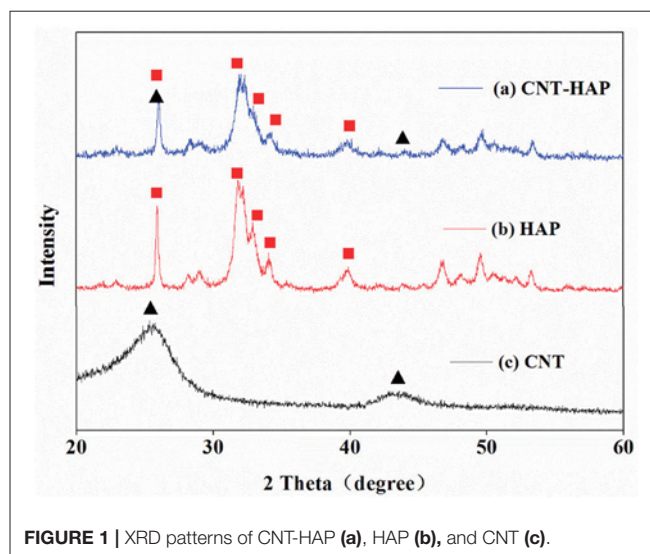 (a) CNT-HAP
(b) HAP
(c) CNT
Intensity
20 30 40 50 60
2 Theta（degree）
FIGURE 1 | XRD patterns of CNT-HAP (a), HAP (b), and CNT (c).